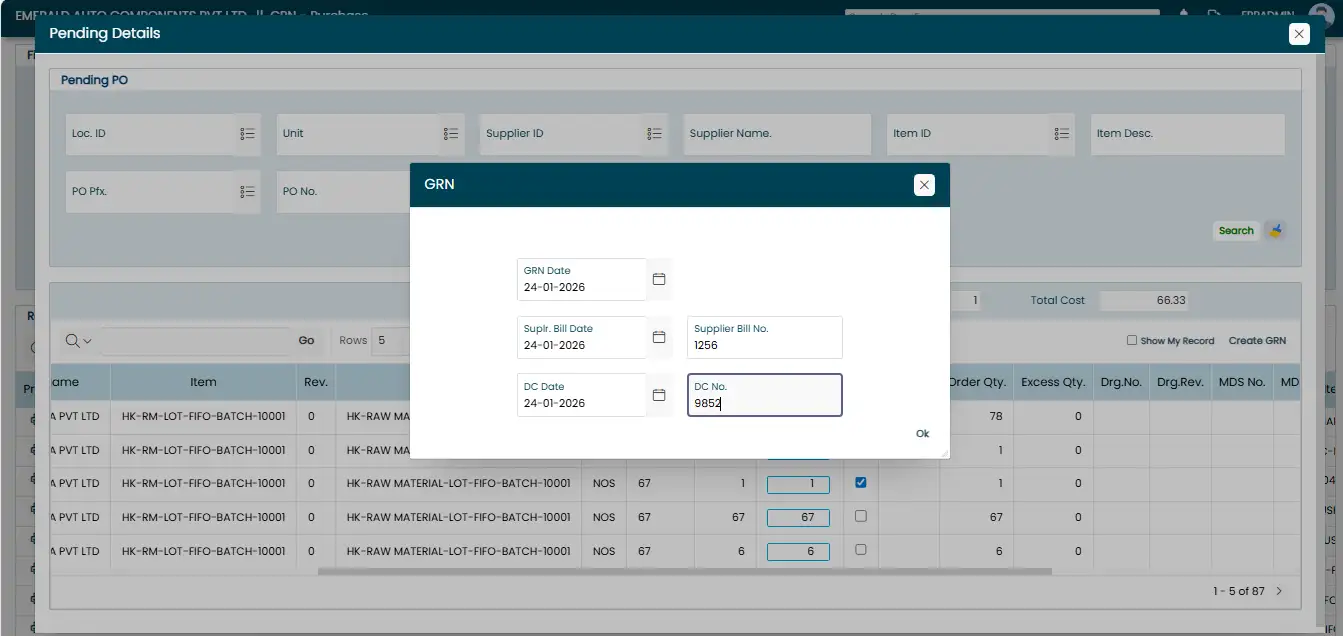 EMERALD AUTO COMPONENTS PVT LTD || GRN - Purchase
ERPADMIN
Pending Details
Pending PO
Loc. ID
Unit
Supplier ID
Supplier Name.
Item ID
Item Desc.
PO Pfx.
PO No.
Search
GRN
GRN Date
24-01-2026
Suplr. Bill Date
24-01-2026
Supplier Bill No.
1256
DC Date
24-01-2026
DC No.
9852
Ok
1
Total Cost
66.33
Go
Rows
5
Show My Record
Create GRN
ame Item Rev. Order Qty. Excess Qty. Drg.No. Drg.Rev. MDS No. MD
A PVT LTD HK-RM-LOT-FIFO-BATCH-10001 0 HK-RAW MA 78 0
A PVT LTD HK-RM-LOT-FIFO-BATCH-10001 0 HK-RAW MA 1 0
A PVT LTD HK-RM-LOT-FIFO-BATCH-10001 0 HK-RAW MATERIAL-LOT-FIFO-BATCH-10001 NOS 67 1 1 1 0
A PVT LTD HK-RM-LOT-FIFO-BATCH-10001 0 HK-RAW MATERIAL-LOT-FIFO-BATCH-10001 NOS 67 67 67 67 0
A PVT LTD HK-RM-LOT-FIFO-BATCH-10001 0 HK-RAW MATERIAL-LOT-FIFO-BATCH-10001 NOS 67 6 6 6 0
1 - 5 of 87